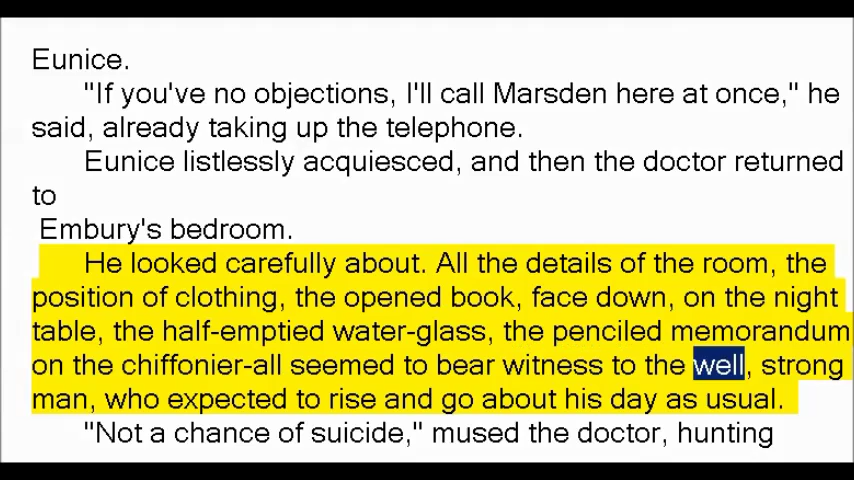 Eunice.
"If you've no objections, I'll call Marsden here at once," he
said, already taking up the telephone.
Eunice listlessly acquiesced, and then the doctor returned
to
Embury's bedroom.
He looked carefully about. All the details of the room, the
position of clothing, the opened book, face down, on the night
table, the half-emptied water-glass, the penciled memorandum
on the chiffonier-all seemed to bear witness to the well, strong
man, who expected to rise and go about his day as usual.
"Not a chance of suicide," mused the doctor, hunting